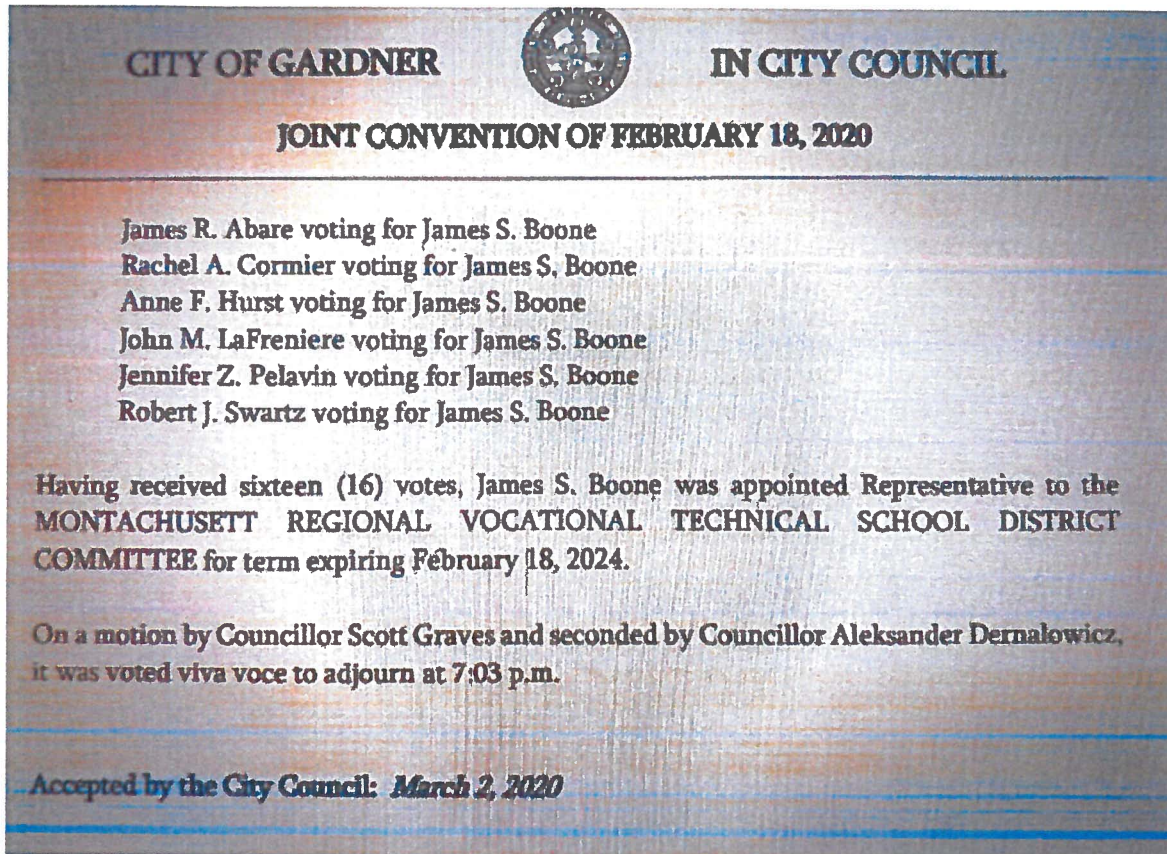 CITY OF GARDNER IN CITY COUNCIL
JOINT CONVENTION OF FEBRUARY 18, 2020
James R. Abare voting for James S. Boone
Rachel A. Cormier voting for James S. Boone
Anne F. Hurst voting for James S. Boone
John M. LaFreniere voting for James S. Boone
Jennifer Z. Pelavin voting for James S. Boone
Robert J. Swartz voting for James S. Boone
Having received sixteen (16) votes, James S. Boone was appointed Representative to the
MONTACHUSETT REGIONAL VOCATIONAL TECHNICAL SCHOOL DISTRICT
COMMITTEE for term expiring February 18, 2024.
On a motion by Councillor Scott Graves and seconded by Councillor Aleksander Dernalowicz,
it was voted viva voce to adjourn at 7:03 p.m.
Accepted by the City Council: March 2, 2020